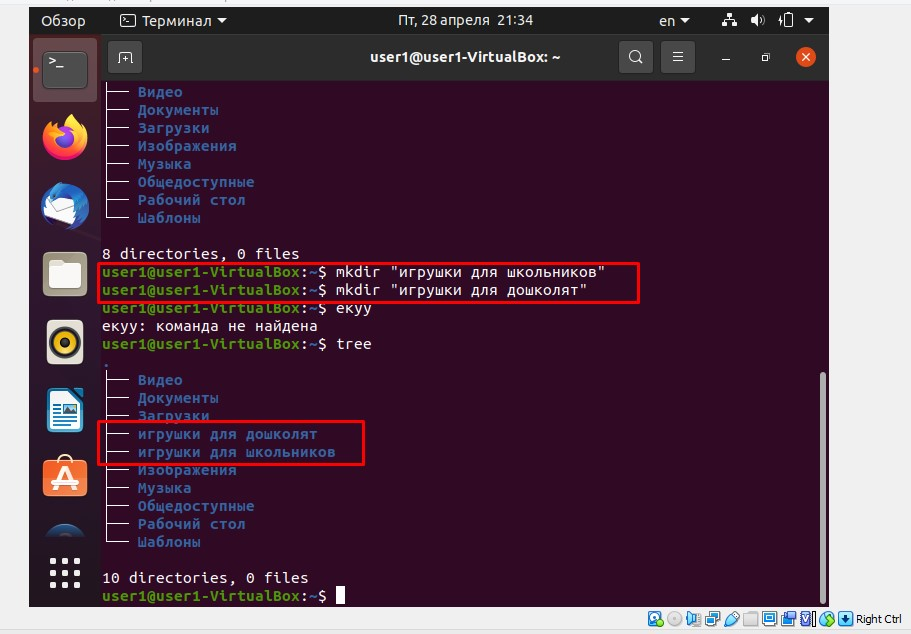 Обзор Терминал Пт, 28 апреля 21:34 en
user1@user1-VirtualBox: ~
Видео
Документы
Загрузки
Изображения
Музыка
Общедоступные
Рабочий стол
Шаблоны
8 directories, 0 files
user1@user1-VirtualBox:~$ mkdir "игрушки для школьников"
user1@user1-VirtualBox:~$ mkdir "игрушки для дошколят"
user1@user1-VirtualBox:~$ екуу
екуу: команда не найдена
user1@user1-VirtualBox:~$ tree
.
Видео
Документы
Загрузки
игрушки для дошколят
игрушки для школьников
Изображения
Музыка
Общедоступные
Рабочий стол
Шаблоны
10 directories, 0 files
user1@user1-VirtualBox:~$
Right Ctrl